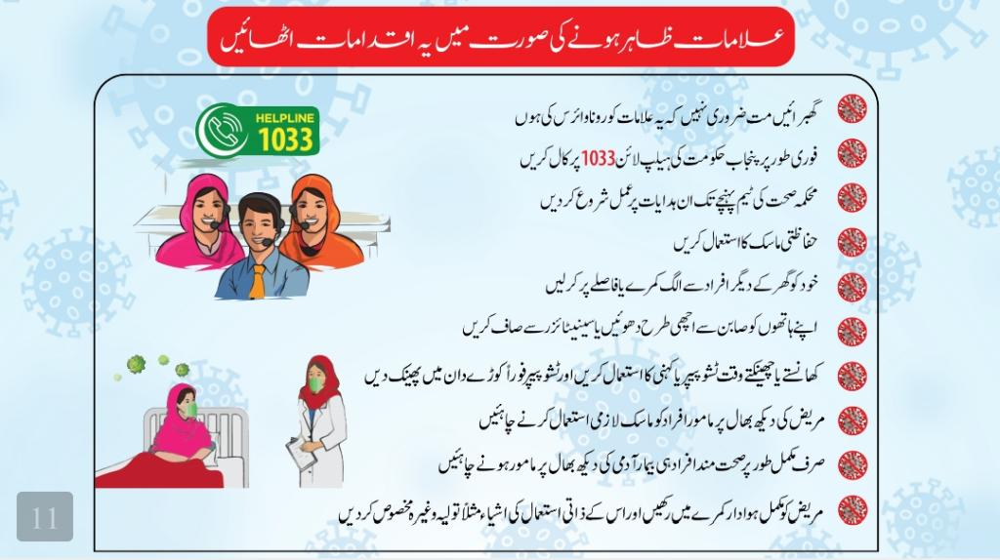 علامات ظاہر ہونے کی صورت میں یہ اقدامات اٹھائیں
HELPLINE
1033
گھبرائیں مت ضروری نہیں کہ یہ علامات کورونا وائرس کی ہوں
فوری طور پر پنجاب حکومت کی ہیلپ لائن 1033 پر کال کریں
محکمہ صحت کی ٹیم پہنچے تک ان ہدایات پر عمل شروع کر دیں
حفاظتی ماسک کا استعمال کریں
خود کو گھر کے دیگر افراد سے الگ کمرے یا فاصلے پر کر لیں
اپنے ہاتھوں کو صابن سے اچھی طرح دھوئیں یا سینیٹائزر سے صاف کریں
کھانستے یا چھینکتے وقت ٹشو پیپر یا کہنی کا استعمال کریں اور ٹشو پیپر فوراً کوڑے دان میں پھینک دیں
مریض کی دیکھ بھال پر مامور افراد کو ماسک لازمی استعمال کرنے چاہئیں
صرف مکمل طور پر صحت مند افراد ہی بیمار آدمی کی دیکھ بھال پر مامور ہونے چاہئیں
مریض کو مکمل ہوادار کمرے میں رکھیں اور اس کے ذاتی استعمال کی اشیاء مثلاً تولیہ وغیرہ مخصوص کر دیں
11